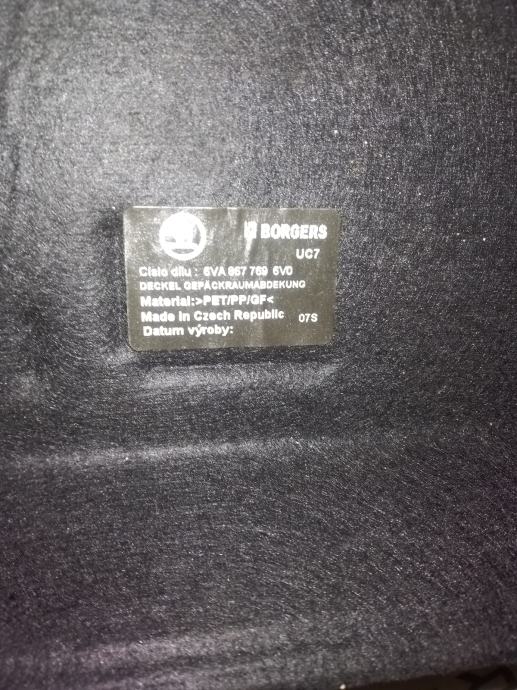 BORGERS
UC7
Cislo dílu : 6VA 867 769 6V0
DECKEL GEPÄCKRAUMABDEKUNG
Material:>PET/PP/GF<
Made in Czech Republic 07S
Datum výroby: